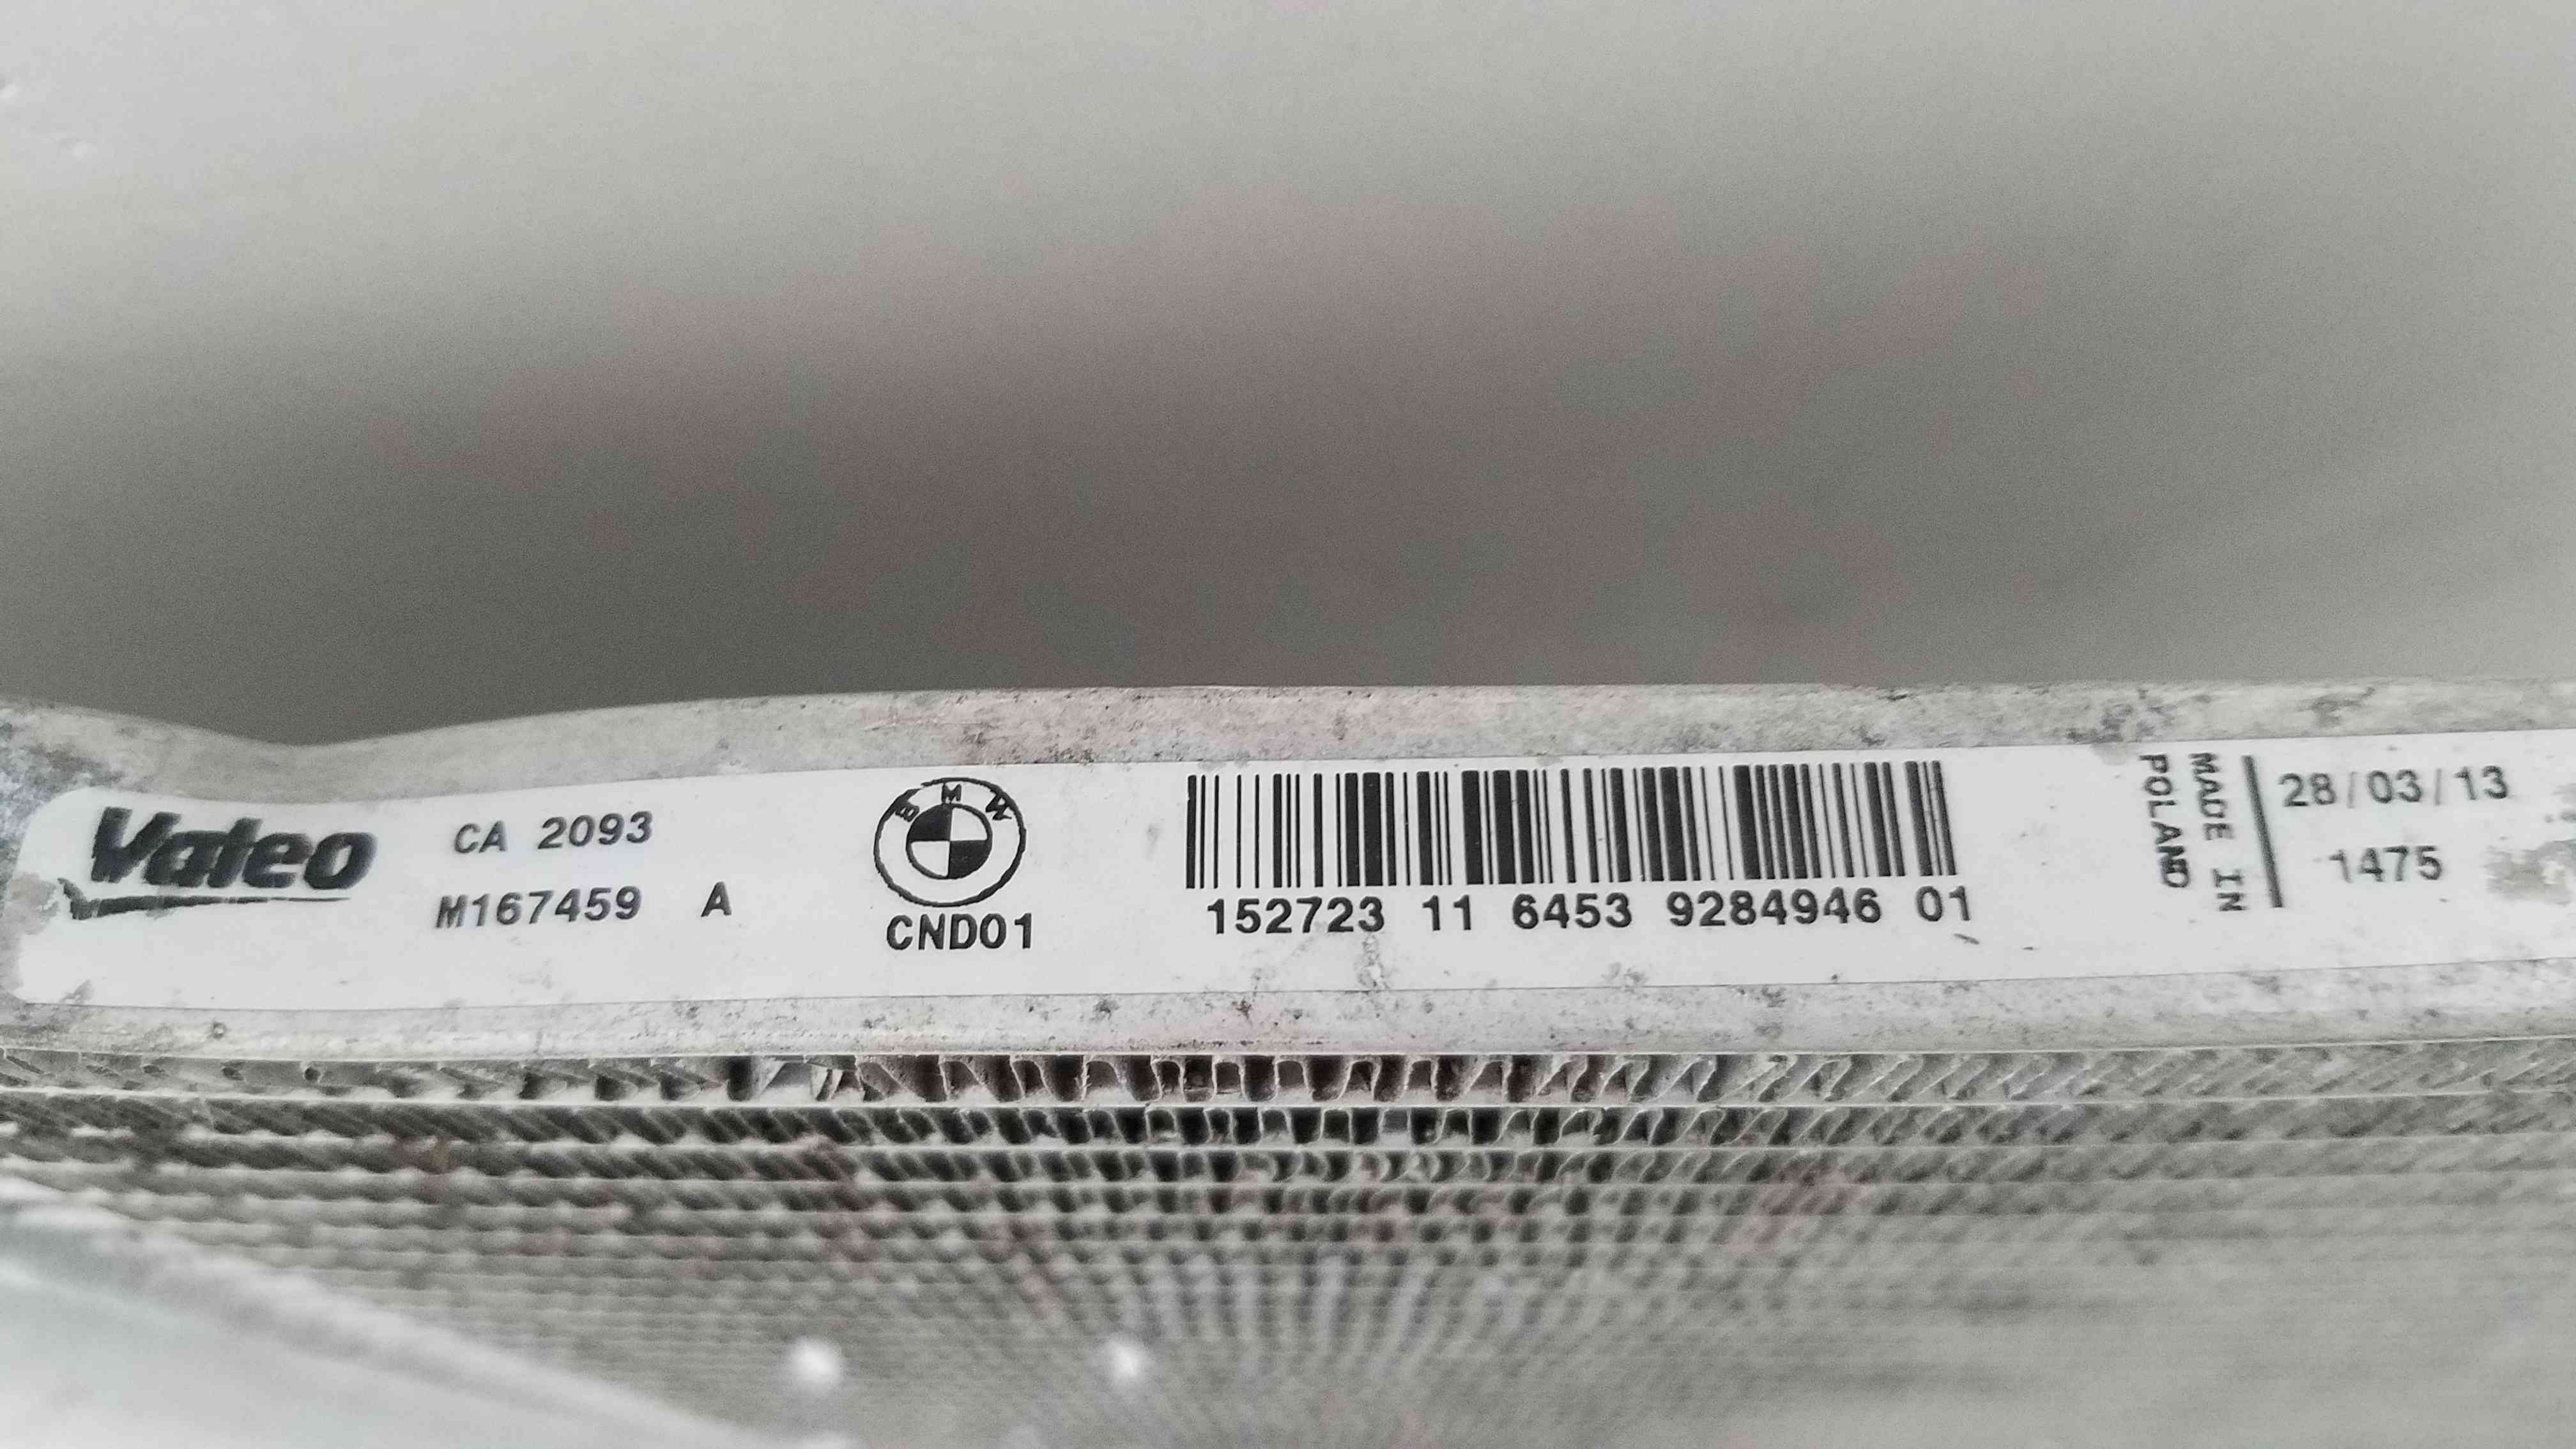 Valeo
CA 2093
M167459 A
BMW
CND01
152723 11 6453 9284946 01
MADE IN
POLAND
28/03/13
1475